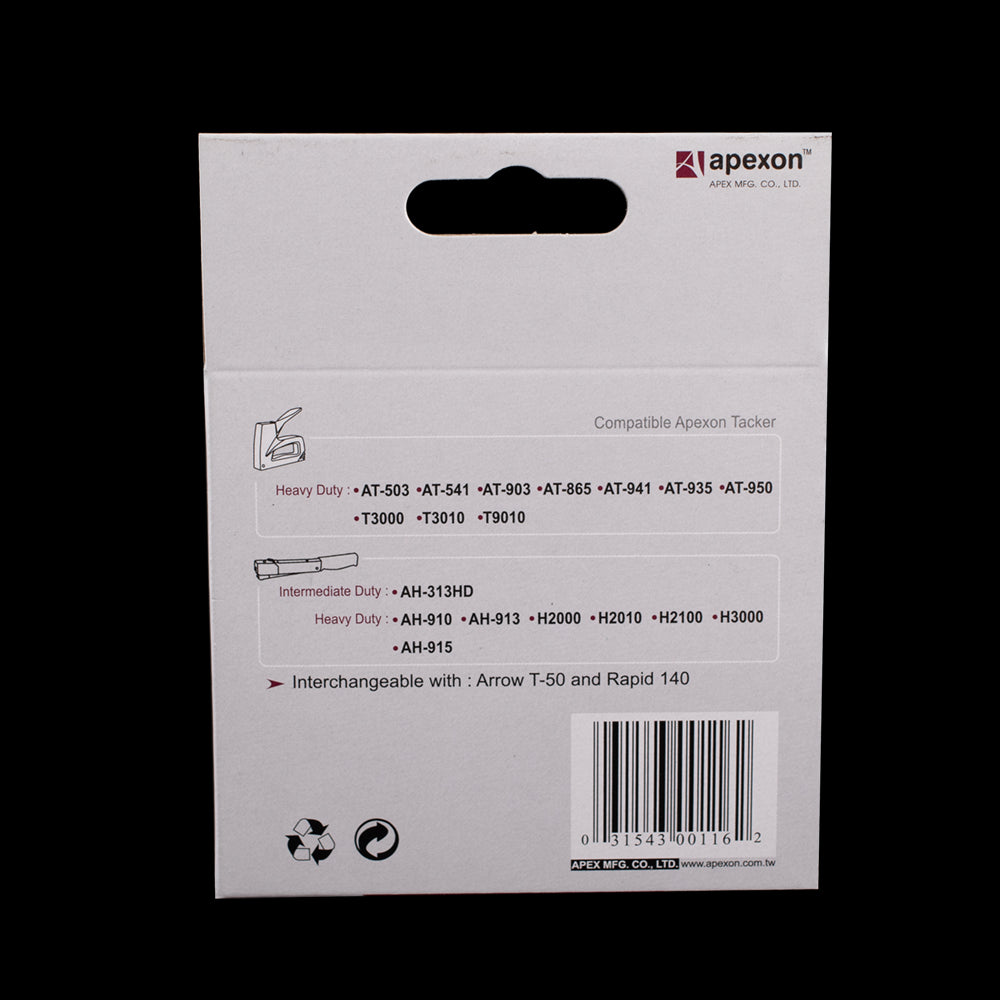 apexon™
APEX MFG. CO., LTD.
Compatible Apexon Tacker
Heavy Duty : •AT-503 •AT-541 •AT-903 •AT-865 •AT-941 •AT-935 •AT-950
•T3000 •T3010 •T9010
Intermediate Duty : •AH-313HD
Heavy Duty : •AH-910 •AH-913 •H2000 •H2010 •H2100 •H3000
•AH-915
➤ Interchangeable with : Arrow T-50 and Rapid 140
0 31543 00116 2
APEX MFG. CO., LTD. www.apexon.com.tw